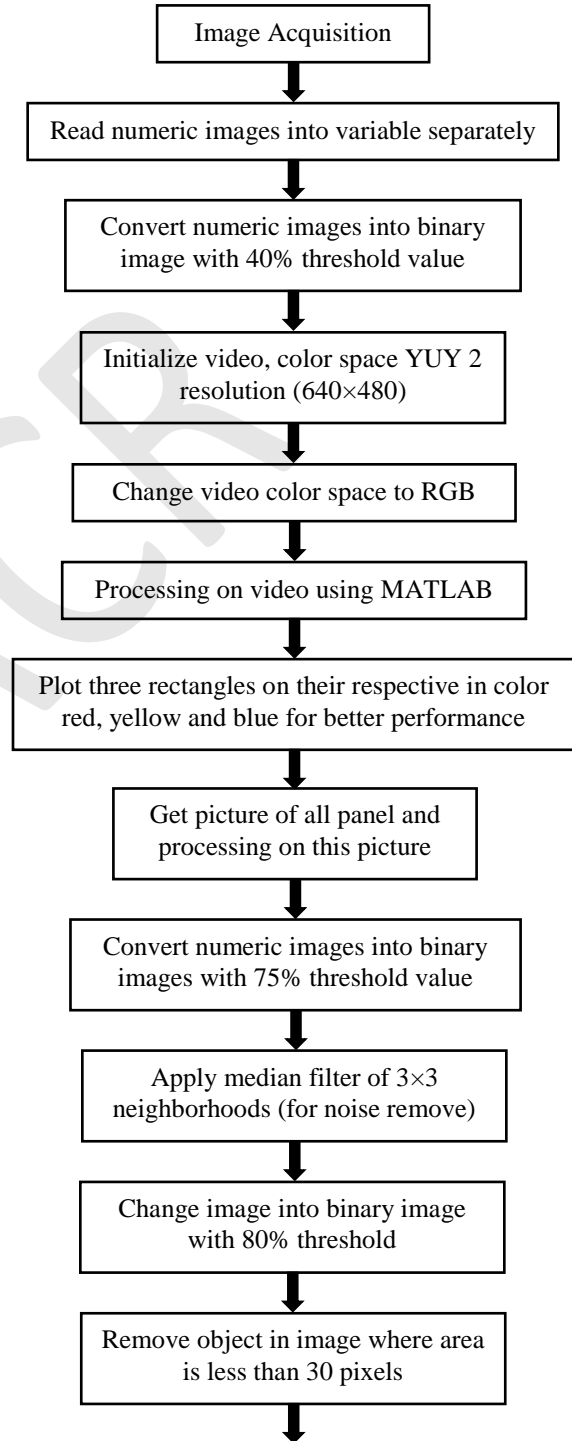 Image Acquisition
Read numeric images into variable separately
Convert numeric images into binary
image with 40% threshold value
Initialize video, color space YUY 2
resolution (640×480)
Change video color space to RGB
Processing on video using MATLAB
Plot three rectangles on their respective in color
red, yellow and blue for better performance
Get picture of all panel and
processing on this picture
Convert numeric images into binary
images with 75% threshold value
Apply median filter of 3×3
neighborhoods (for noise remove)
Change image into binary image
with 80% threshold
Remove object in image where area
is less than 30 pixels